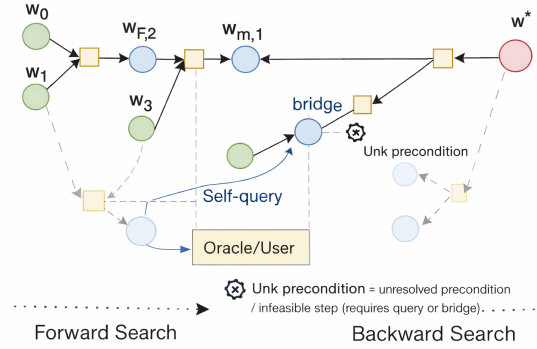 w0
w1
wF,2
wm,1
w*
w3
bridge
Unk precondition
Self-query
Oracle/User
Unk precondition = unresolved precondition
/ infeasible step (requires query or bridge).
Forward Search
Backward Search